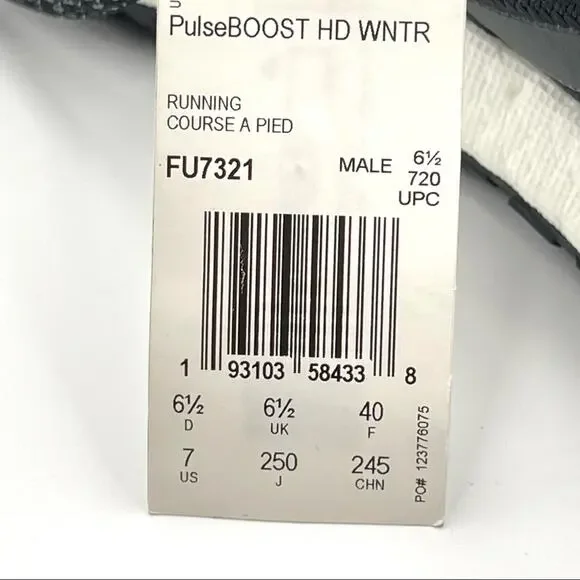 U
PulseBOOST HD WNTR
RUNNING
COURSE A PIED
FU7321 MALE 6½
720
UPC
1 93103 58433 8
6½ 6½ 40
D UK F
7 250 245
US J CHN
PO# 123776075